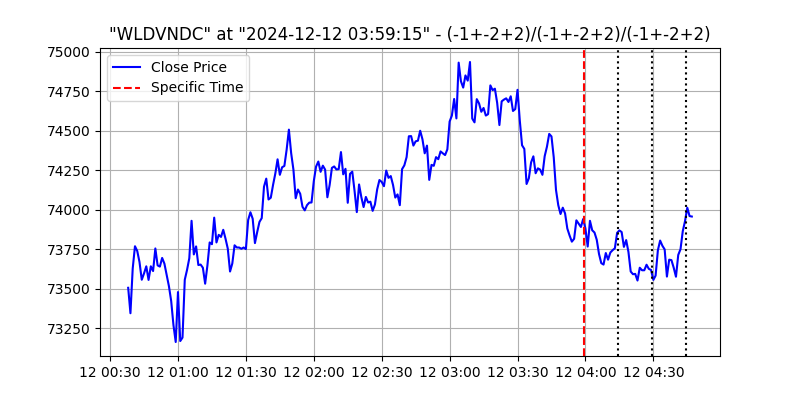 "WLDVNDC" at "2024-12-12 03:59:15" - (-1+-2+2)/(-1+-2+2)/(-1+-2+2)
Close Price
Specific Time
75000
74750
74500
74250
74000
73750
73500
73250
12 00:30 12 01:00 12 01:30 12 02:00 12 02:30 12 03:00 12 03:30 12 04:00 12 04:30